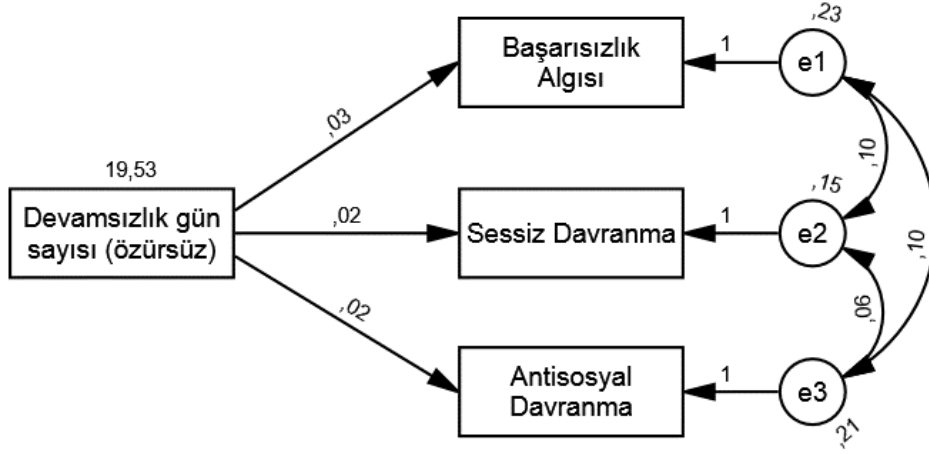 ,23
Başarısızlık
Algısı
1
e1
,03
,10
19,53
Devamsızlık gün
sayısı (özürsüz)
,02
Sessiz Davranma
1
,15
e2
,10
,02
,06
Antisosyal
Davranma
1
e3
,21